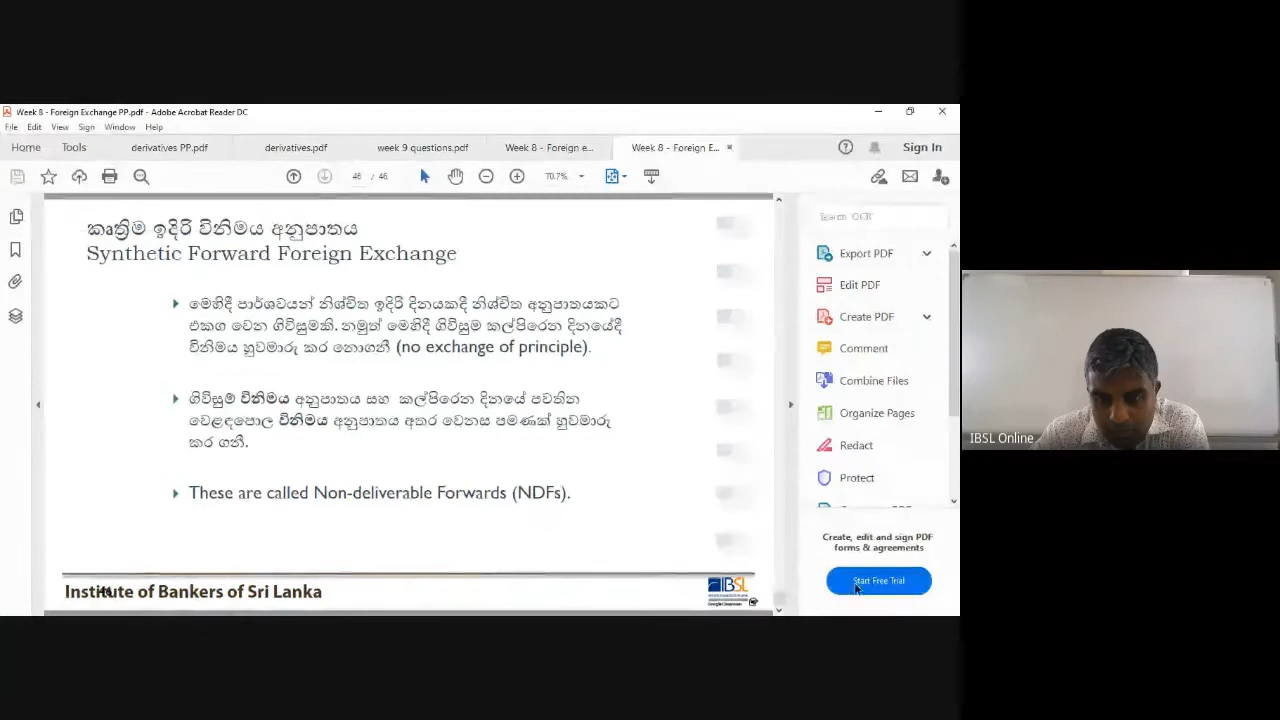 Week 8 - Foreign Exchange PP.pdf - Adobe Acrobat Reader DC
File Edit View Sign Window Help
Home Tools derivatives PP.pdf derivatives.pdf week 9 questions.pdf Week 8 - Foreign e... Week 8 - Foreign E... Sign In
46 / 46 70.7%
Search 'OCR'
Export PDF
Edit PDF
Create PDF
Comment
Combine Files
Organize Pages
Redact
Protect
Create, edit and sign PDF
forms & agreements
Start Free Trial
කෘත්‍රිම ඉදිරි විනිමය අනුපාතය
Synthetic Forward Foreign Exchange
මෙහිදී පාර්ශවයන් නිශ්චිත ඉදිරි දිනයකදී නිශ්චිත අනුපාතයකට
එකග වෙන ගිවිසුමකි. නමුත් මෙහිදී ගිවිසුම කල්පිරෙන දිනයේදී
විනිමය හුවමාරු කර නොගනී (no exchange of principle).
ගිවිසුම් විනිමය අනුපාතය සහ කල්පිරෙන දිනයේ පවතින
වෙළඳපොල විනිමය අනුපාතය අතර වෙනස පමණක් හුවමාරු
කර ගනී.
These are called Non-deliverable Forwards (NDFs).
Institute of Bankers of Sri Lanka
IBSL
IBSL Online